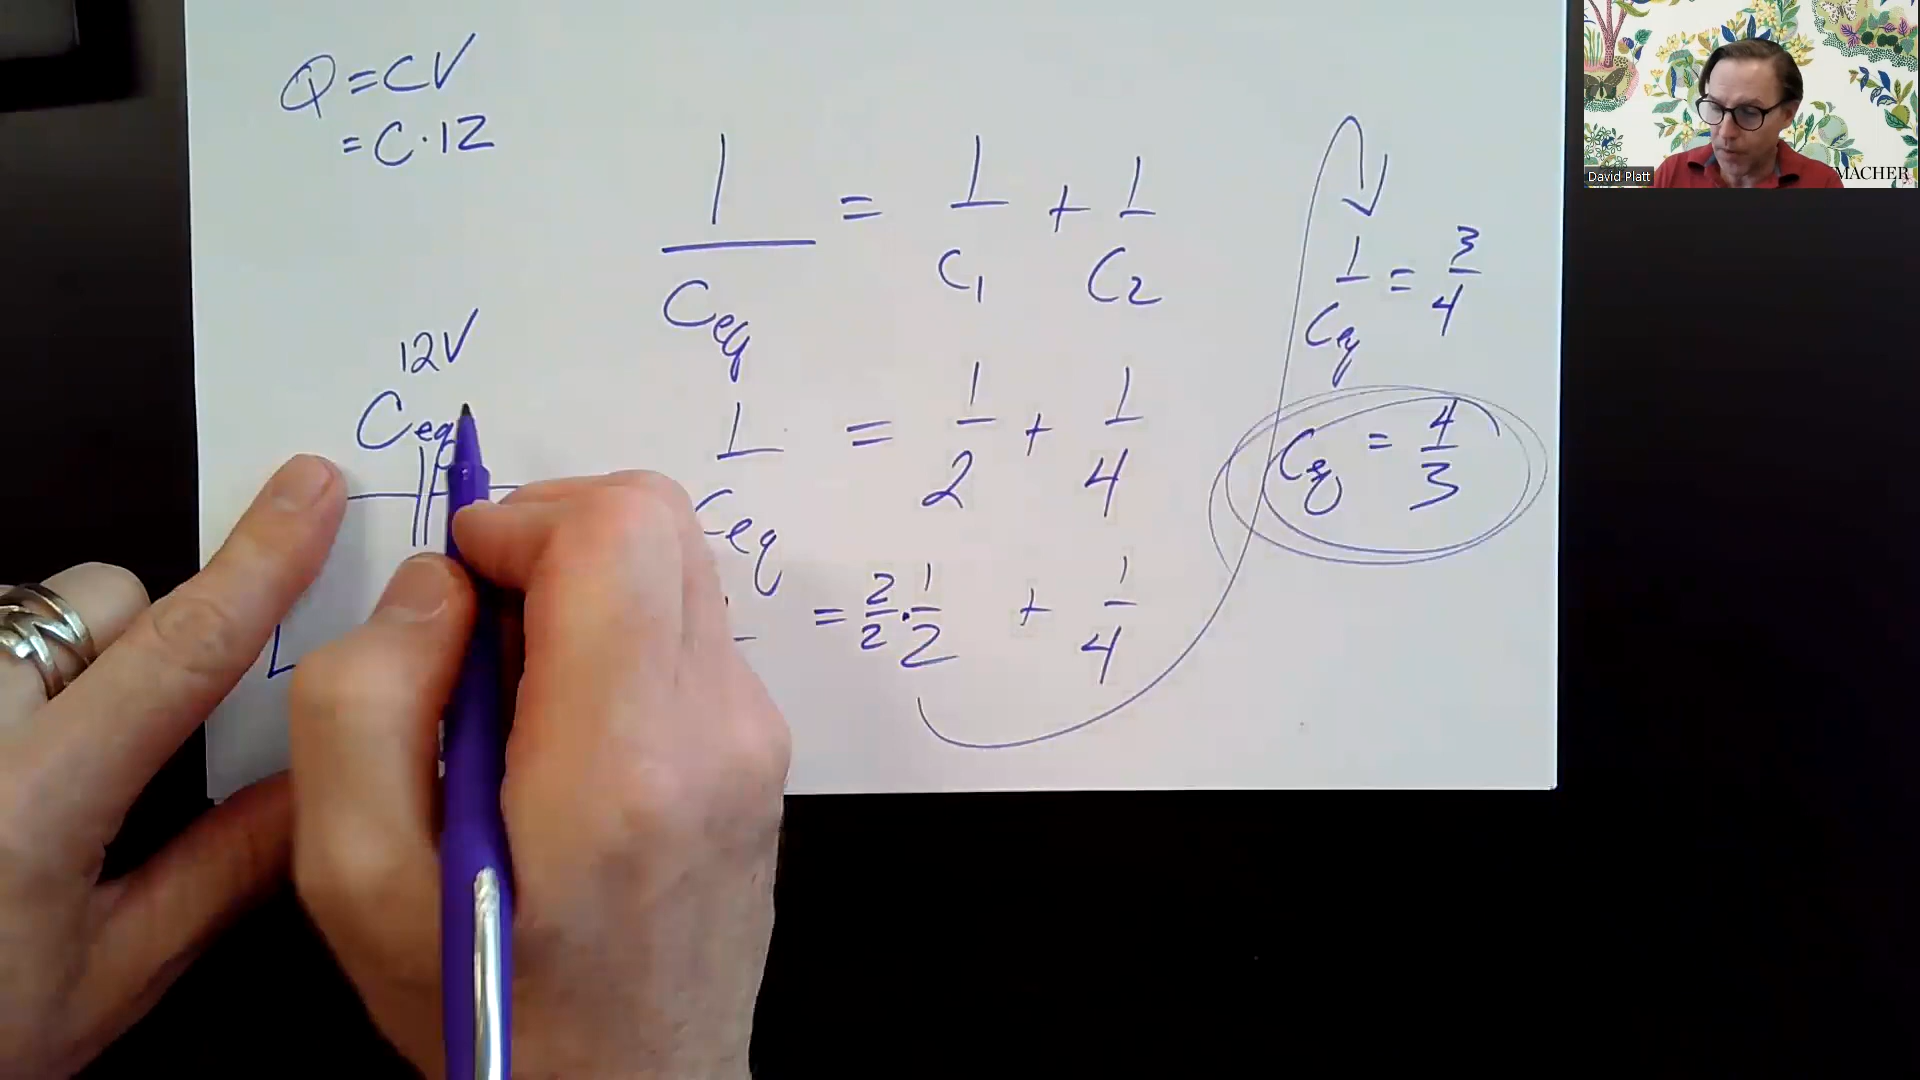 Q = CV
= C·12
1/Ceq = 1/C1 + 1/C2
12V
Ceq
1/Ceq = 1/2 + 1/4
= 2/2 · 1/2 + 1/4
1/Ceq = 3/4
Ceq = 4/3
David Platt
MACHER